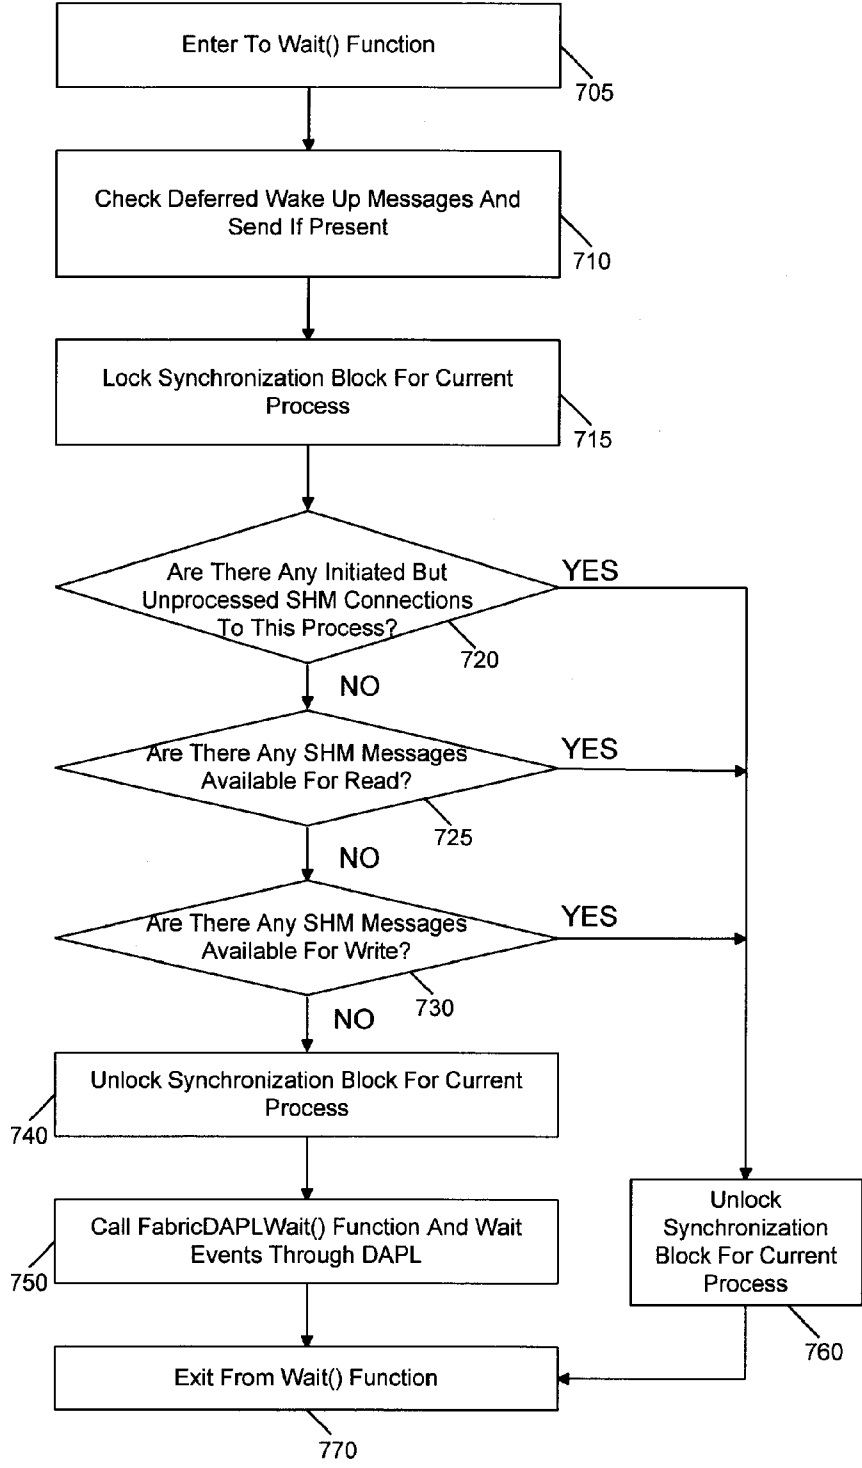 Enter To Wait() Function
705
Check Deferred Wake Up Messages And
Send If Present
710
Lock Synchronization Block For Current
Process
715
Are There Any Initiated But
Unprocessed SHM Connections
To This Process?
YES
720
NO
Are There Any SHM Messages
Available For Read?
YES
725
NO
Are There Any SHM Messages
Available For Write?
YES
730
NO
Unlock Synchronization Block For Current
Process
740
Call FabricDAPLWait() Function And Wait
Events Through DAPL
750
Unlock
Synchronization
Block For Current
Process
760
Exit From Wait() Function
770